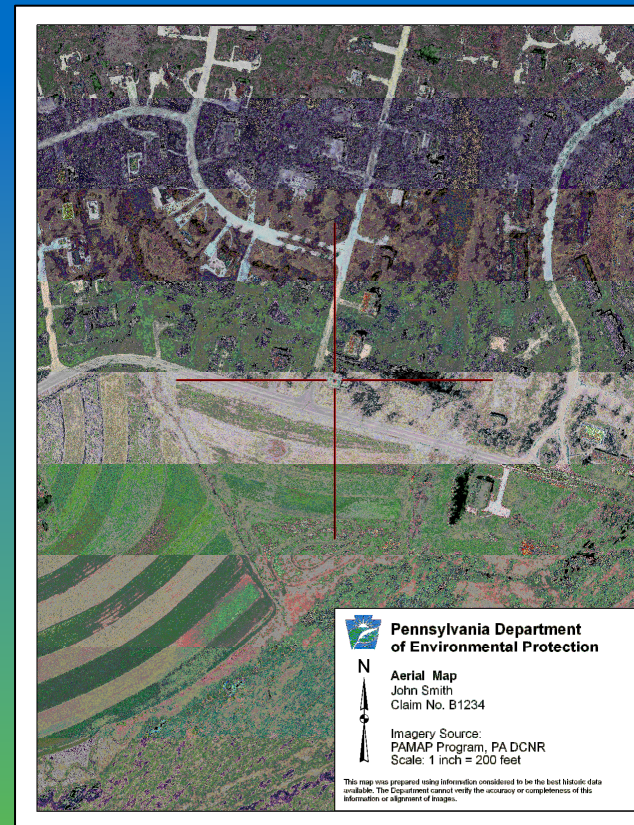 Pennsylvania Department
of Environmental Protection
N
Aerial Map
John Smith
Claim No. B1234
Imagery Source:
PAMAP Program, PA DCNR
Scale: 1 inch = 200 feet
This map was prepared using information considered to be the best historic data
available. The Department cannot verify the accuracy or completeness of this
information or alignment of images.